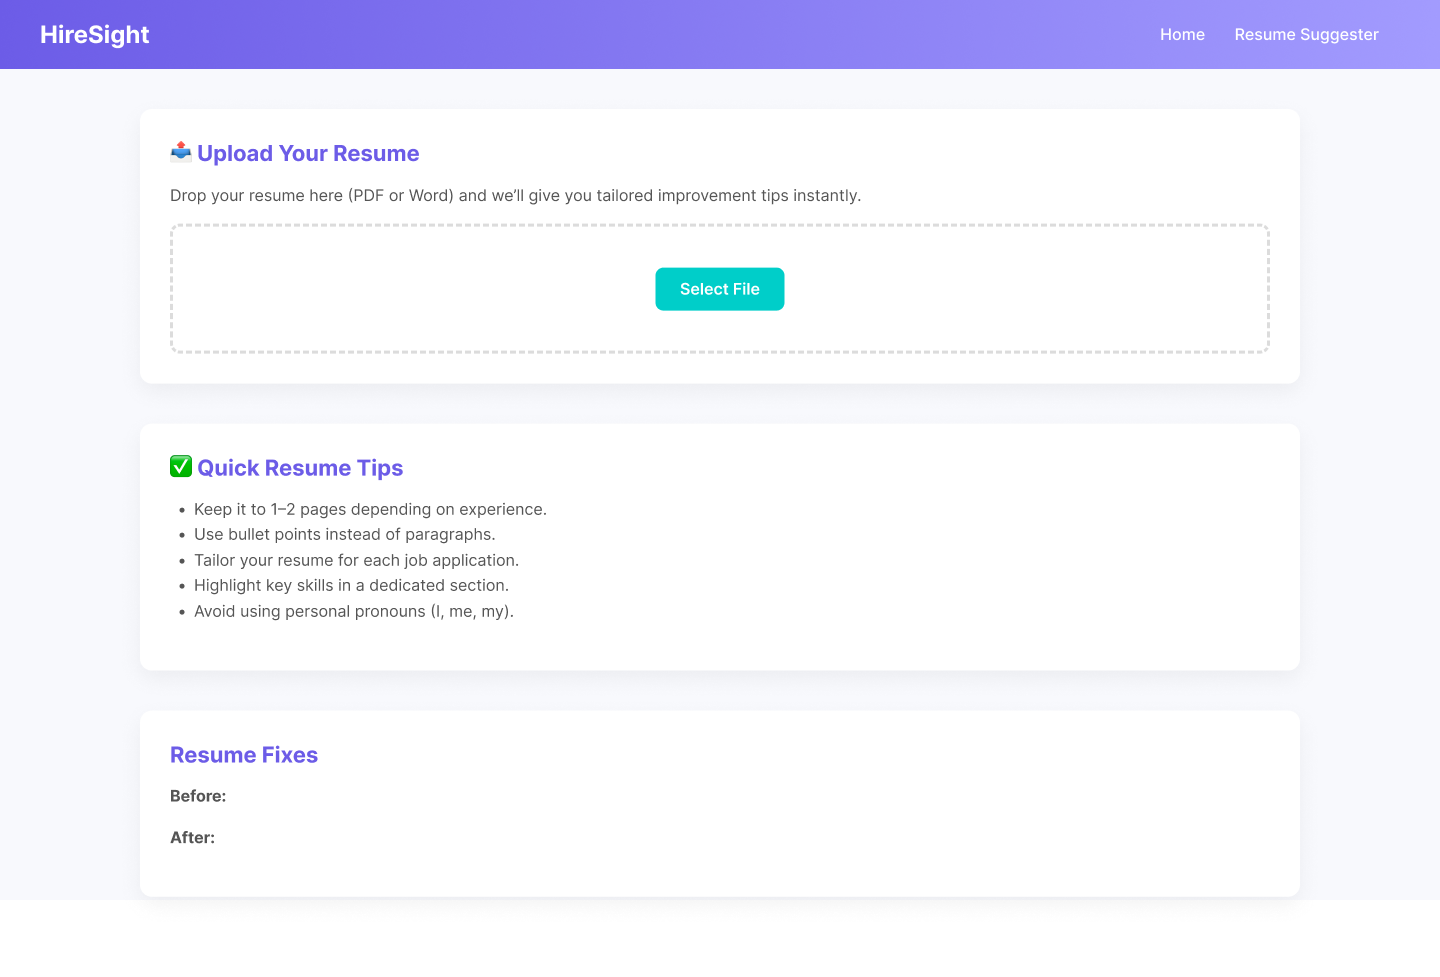 HireSight
Home
Resume Suggester
📤 Upload Your Resume
Drop your resume here (PDF or Word) and we’ll give you tailored improvement tips instantly.
Select File
✅ Quick Resume Tips
• Keep it to 1–2 pages depending on experience.
• Use bullet points instead of paragraphs.
• Tailor your resume for each job application.
• Highlight key skills in a dedicated section.
• Avoid using personal pronouns (I, me, my).
Resume Fixes
Before:
After: